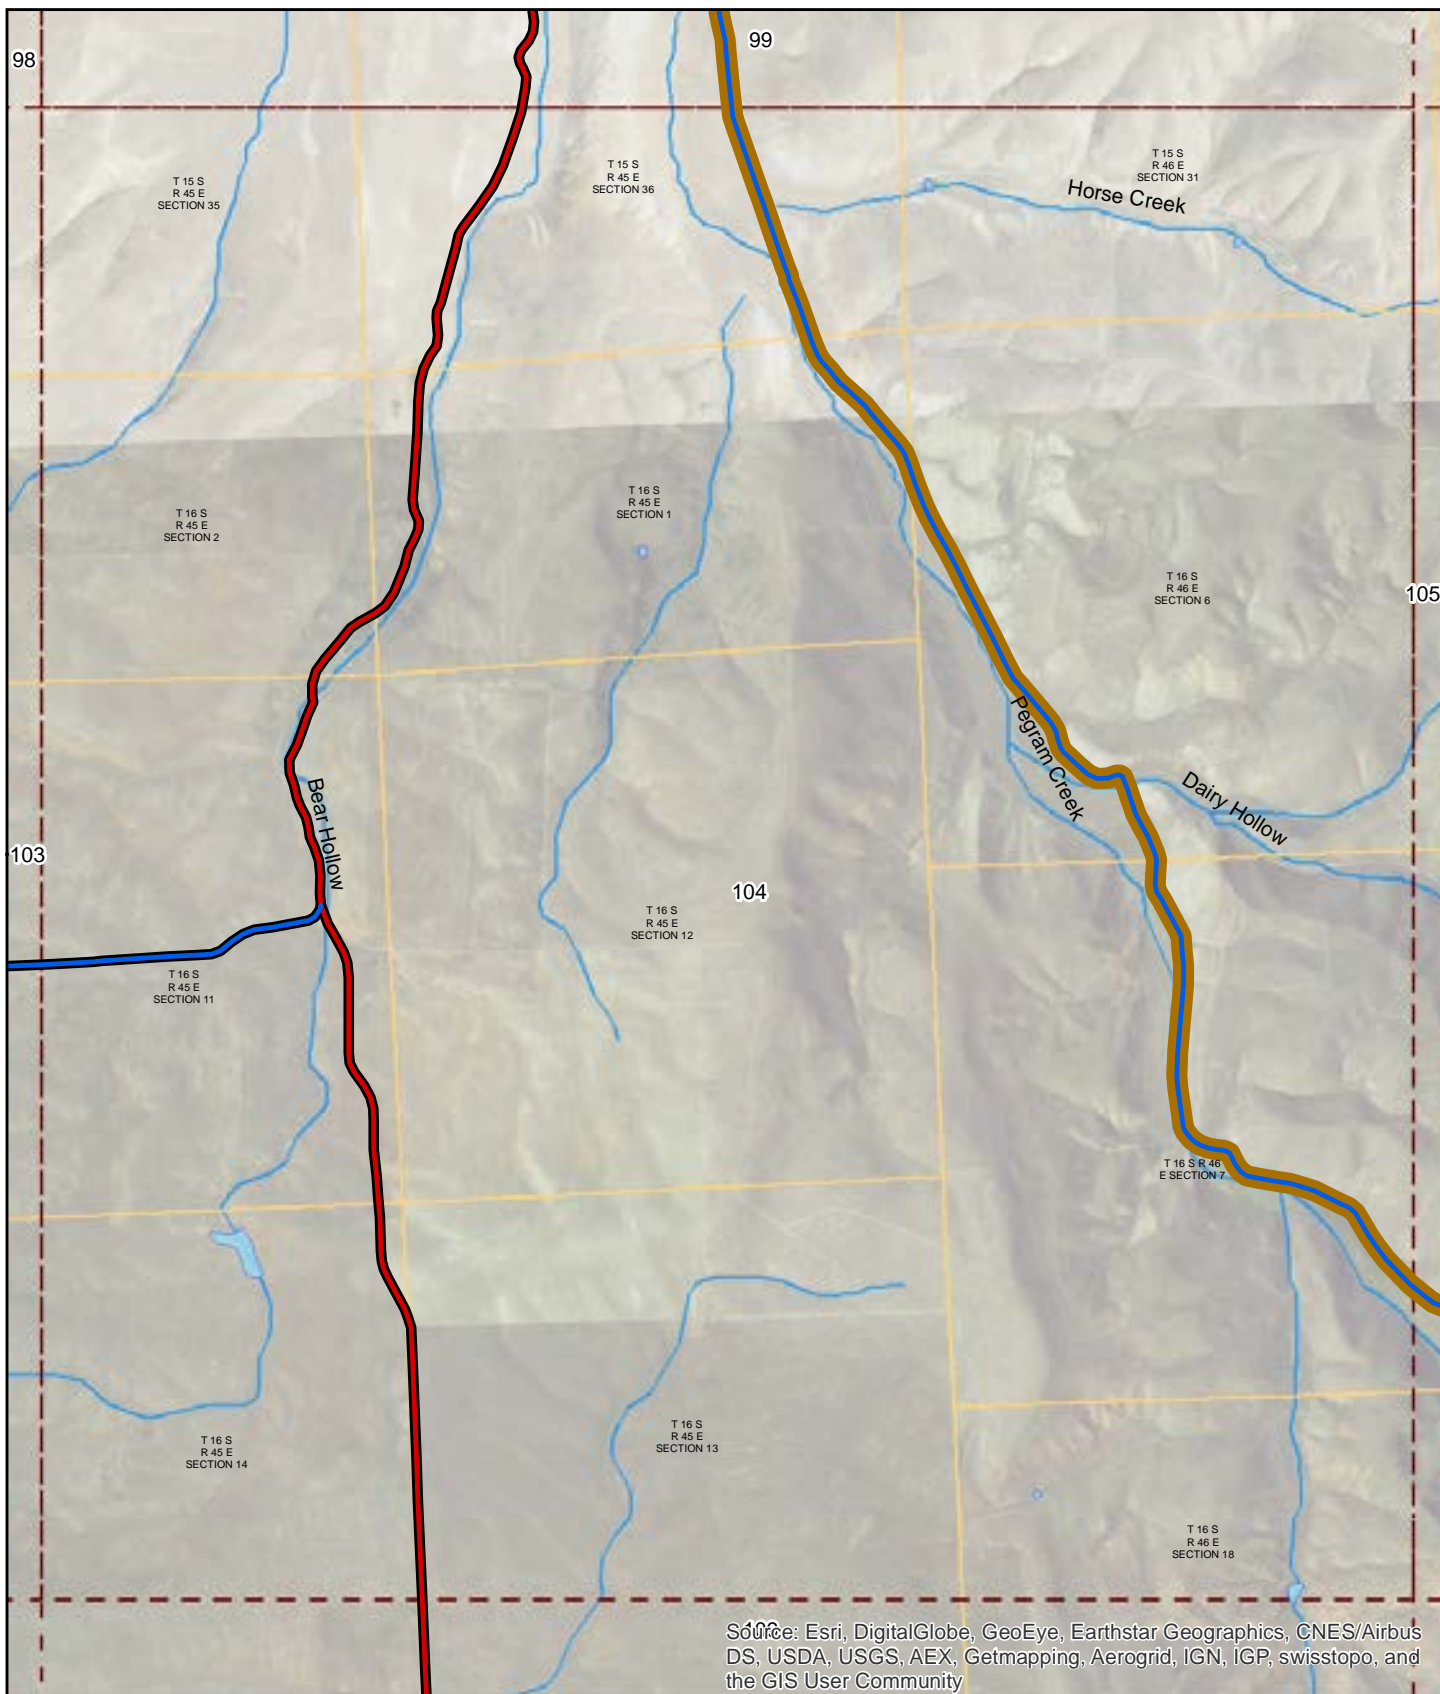 99
98
T 15 S
R 46 E
SECTION 31
T 15 S
R 45 E
SECTION 36
T 15 S
R 45 E
SECTION 35
Horse Creek
T 16 S
R 45 E
SECTION 1
T 16 S
R 45 E
SECTION 2
T 16 S
R 46 E
SECTION 6
105
Pegram Creek
Dairy Hollow
Bear Hollow
103
104
T 16 S
R 45 E
SECTION 12
T 16 S
R 45 E
SECTION 11
T 16 S R 46
E SECTION 7
T 16 S
R 45 E
SECTION 13
T 16 S
R 45 E
SECTION 14
T 16 S
R 46 E
SECTION 18
Source: Esri, DigitalGlobe, GeoEye, Earthstar Geographics, CNES/Airbus
DS, USDA, USGS, AEX, Getmapping, Aerogrid, IGN, IGP, swisstopo, and
the GIS User Community